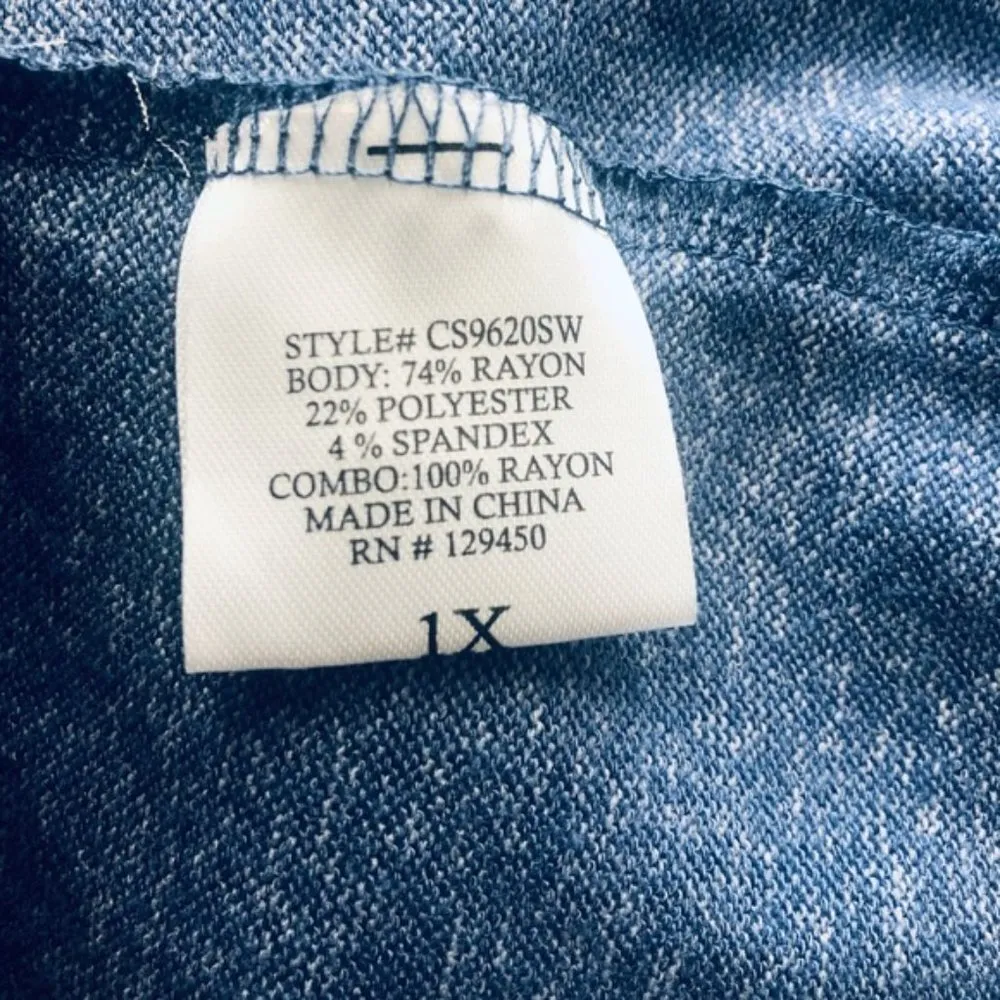 STYLE# CS9620SW
BODY: 74% RAYON
22% POLYESTER
4 % SPANDEX
COMBO:100% RAYON
MADE IN CHINA
RN # 129450
1X